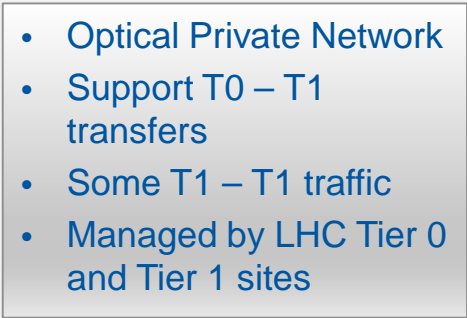 • Optical Private Network
• Support T0 – T1
transfers
• Some T1 – T1 traffic
• Managed by LHC Tier 0
and Tier 1 sites